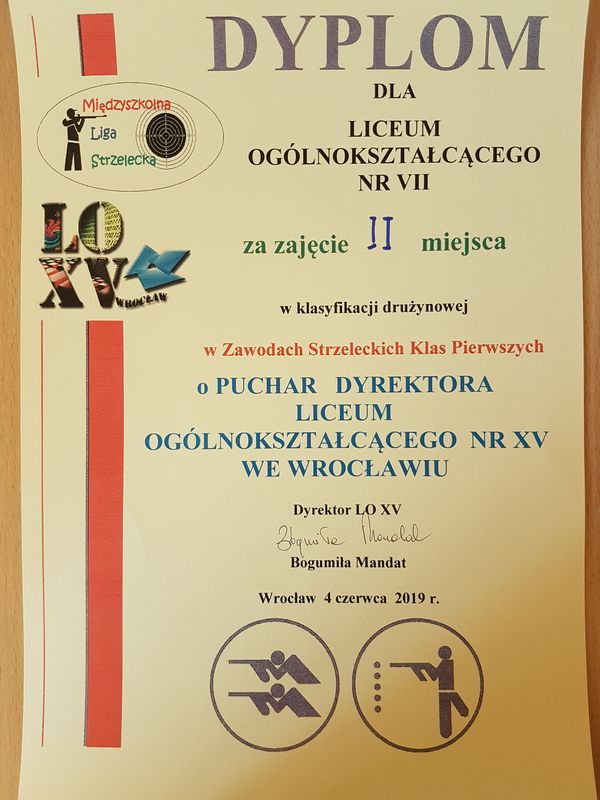 DYPLOM
DLA
LICEUM
OGÓLNOKSZTAŁCĄCEGO
NR VII
Międzyszkolna
Liga
Strzelecka
LO
XV
WROCŁAW
za zajęcie II miejsca
w klasyfikacji drużynowej
w Zawodach Strzeleckich Klas Pierwszych
o PUCHAR DYREKTORA
LICEUM
OGÓLNOKSZTAŁCĄCEGO NR XV
WE WROCŁAWIU
Dyrektor LO XV
Bogumiła Mandat
Bogumiła Mandat
Wrocław 4 czerwca 2019 r.